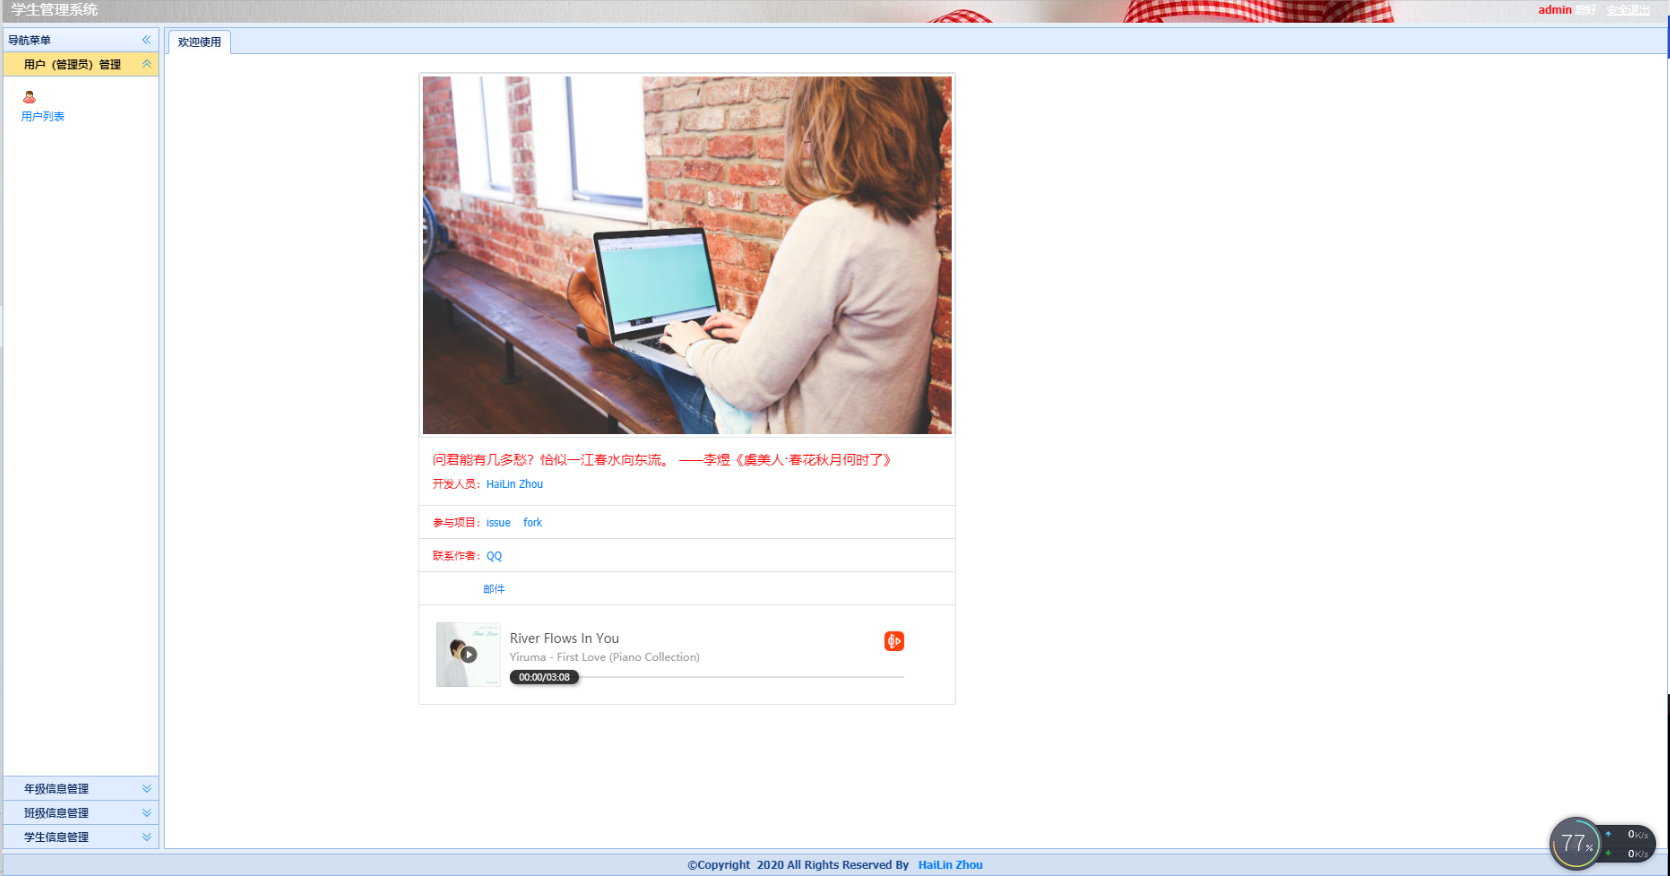 学生管理系统
admin 您好 安全退出
导航菜单
欢迎使用
用户（管理员）管理
用户列表
问君能有几多愁？恰似一江春水向东流。 ——李煜《虞美人·春花秋月何时了》
开发人员：HaiLin Zhou
参与项目：issue fork
联系作者：QQ
邮件
River Flows In You
Yiruma - First Love (Piano Collection)
00:00/03:08
年级信息管理
班级信息管理
学生信息管理
77%
0K/s
0K/s
©Copyright 2020 All Rights Reserved By HaiLin Zhou